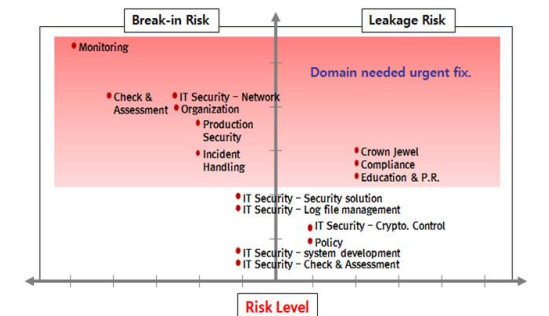 Break-in Risk
Leakage Risk
Monitoring
Domain needed urgent fix.
Check &
Assessment
IT Security - Network
Organization
Production
Security
Incident
Handling
Crown Jewel
Compliance
Education & P.R.
IT Security - Security solution
IT Security - Log file management
IT Security - Crypto. Control
Policy
IT Security - system development
IT Security - Check & Assessment
Risk Level